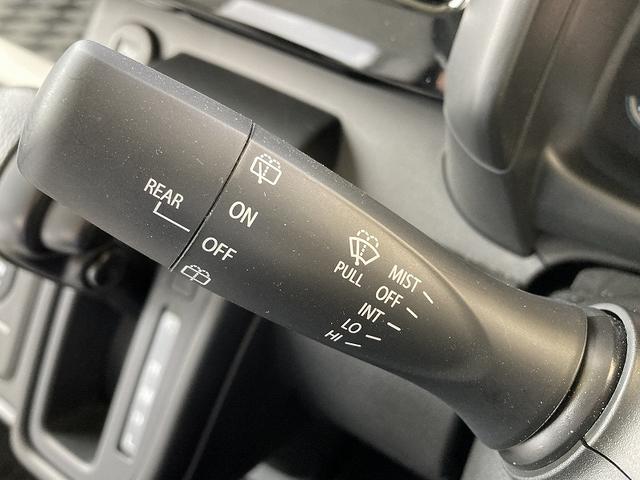 REAR
ON
OFF
PULL
MIST
OFF
INT
LO
HI